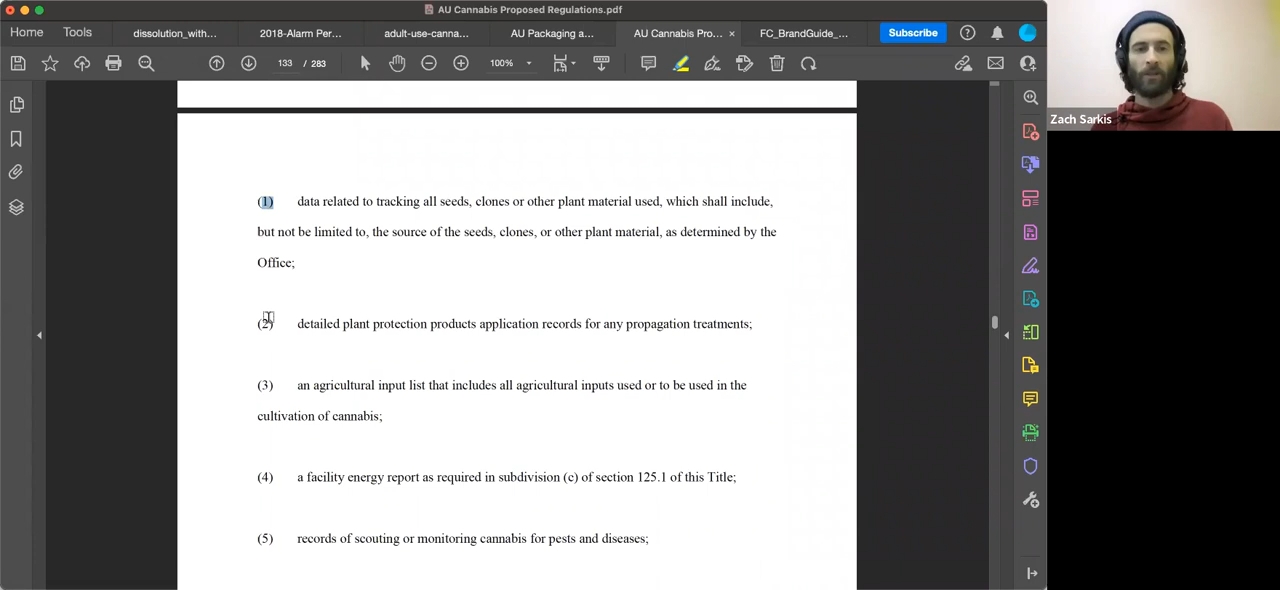 AU Cannabis Proposed Regulations.pdf
Home Tools dissolution_with... 2018-Alarm Per... adult-use-canna... AU Packaging a... AU Cannabis Pro... × FC_BrandGuide_... Subscribe
133 / 283 100%
(1) data related to tracking all seeds, clones or other plant material used, which shall include,
but not be limited to, the source of the seeds, clones, or other plant material, as determined by the
Office;
(2) detailed plant protection products application records for any propagation treatments;
(3) an agricultural input list that includes all agricultural inputs used or to be used in the
cultivation of cannabis;
(4) a facility energy report as required in subdivision (c) of section 125.1 of this Title;
(5) records of scouting or monitoring cannabis for pests and diseases;
Zach Sarkis